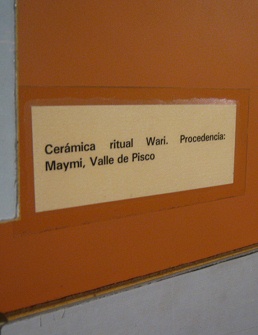 Cerámica ritual Wari. Procedencia:
Maymi, Valle de Pisco